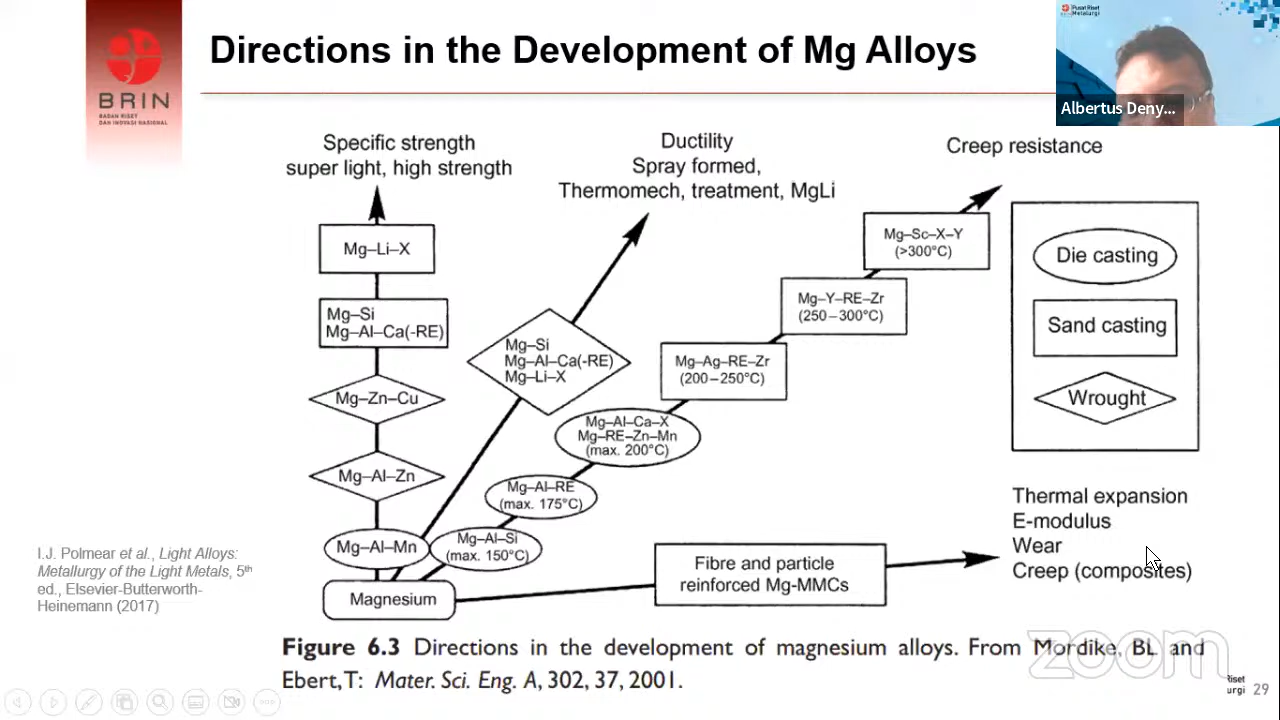 Directions in the Development of Mg Alloys
BRIN
BADAN RISET
DAN INOVASI NASIONAL
Pusat Riset
Metalurgi
Albertus Deny...
Specific strength
super light, high strength
Ductility
Spray formed,
Thermomech, treatment, MgLi
Creep resistance
Mg–Li–X
Mg–Si
Mg–Al–Ca(-RE)
Mg–Zn–Cu
Mg–Al–Zn
Mg–Al–Mn
Magnesium
Mg–Si
Mg–Al–Ca(-RE)
Mg–Li–X
Mg–Sc–X–Y
(>300°C)
Mg–Y–RE–Zr
(250–300°C)
Mg–Ag–RE–Zr
(200–250°C)
Mg–Al–Ca–X
Mg–RE–Zn–Mn
(max. 200°C)
Mg–Al–RE
(max. 175°C)
Mg–Al–Si
(max. 150°C)
Fibre and particle
reinforced Mg–MMCs
Die casting
Sand casting
Wrought
Thermal expansion
E-modulus
Wear
Creep (composites)
I.J. Polmear et al., Light Alloys:
Metallurgy of the Light Metals, 5th
ed., Elsevier-Butterworth-
Heinemann (2017)
Figure 6.3 Directions in the development of magnesium alloys. From Mordike, BL and
Ebert,T: Mater. Sci. Eng. A, 302, 37, 2001.
zoom
Riset
urgi
29